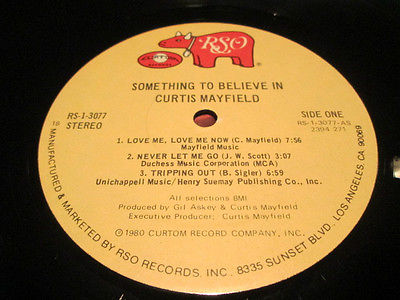 CURTOM
RECORDS
RSO
SOMETHING TO BELIEVE IN
CURTIS MAYFIELD
RS-1-3077
STEREO
SIDE ONE
RS-1-3077-AS
2394 271
1. LOVE ME, LOVE ME NOW (C. Mayfield) 7:56
Mayfield Music
2. NEVER LET ME GO (J. W. Scott) 3:07
Duchess Music Corporation (MCA)
3. TRIPPING OUT (B. Sigler) 6:51
Unichappell Music/Henry Suemay Publishing Co., Inc.
All selections BMI
Produced by Gil Askey & Curtis Mayfield
Executive Producer: Curtis Mayfield
℗©1980 CURTOM RECORD COMPANY, INC.
18 MANUFACTURED & MARKETED BY RSO RECORDS, INC. 8335 SUNSET BLVD. LOS ANGELES, CA. 90069